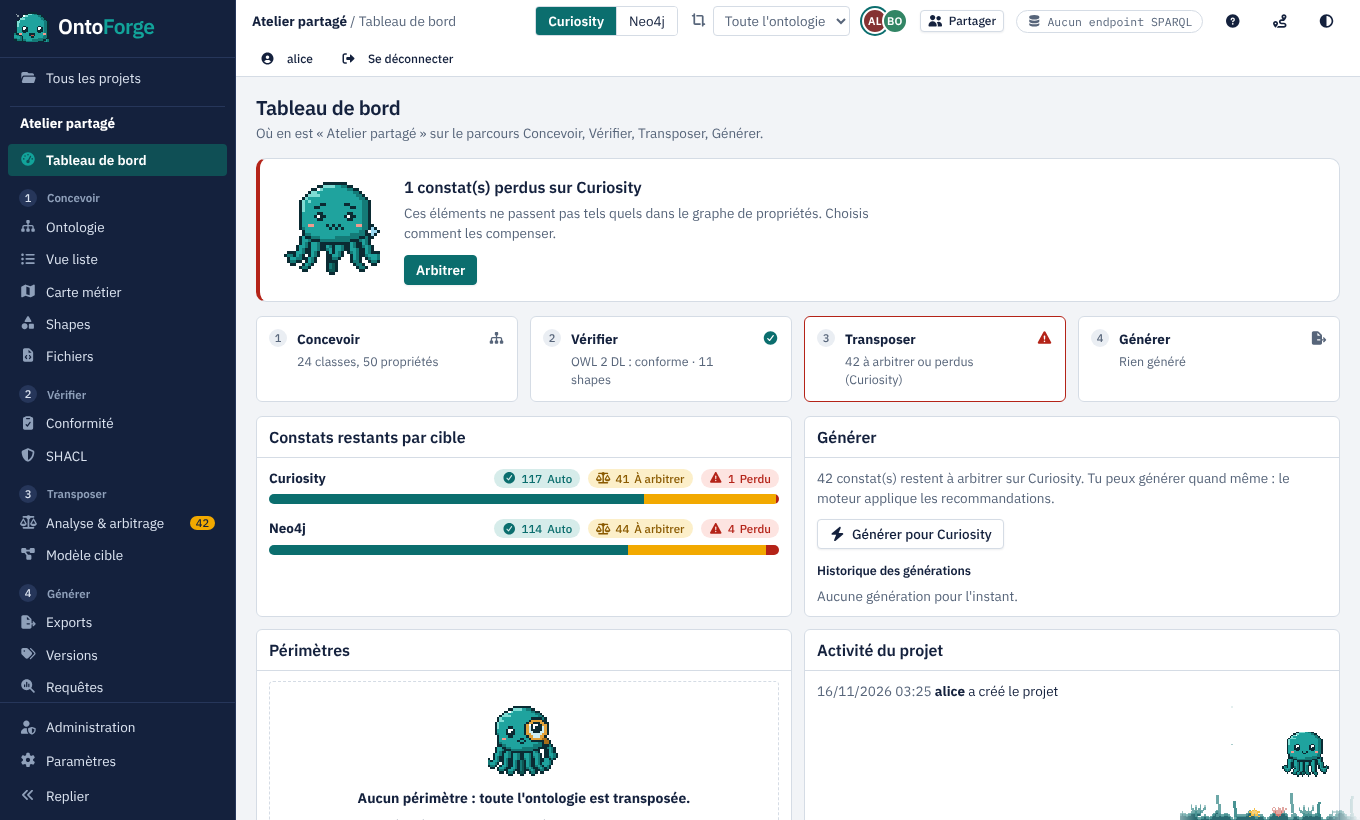 OntoForge
Tous les projets
Atelier partagé
Tableau de bord
1 Concevoir
Ontologie
Vue liste
Carte métier
Shapes
Fichiers
2 Vérifier
Conformité
SHACL
3 Transposer
Analyse & arbitrage 42
Modèle cible
4 Générer
Exports
Versions
Requêtes
Administration
Paramètres
Replier
Atelier partagé / Tableau de bord
Curiosity Neo4j
Toute l'ontologie
AL BO
Partager
Aucun endpoint SPARQL
alice
Se déconnecter
Tableau de bord
Où en est « Atelier partagé » sur le parcours Concevoir, Vérifier, Transposer, Générer.
1 constat(s) perdus sur Curiosity
Ces éléments ne passent pas tels quels dans le graphe de propriétés. Choisis
comment les compenser.
Arbitrer
1 Concevoir
24 classes, 50 propriétés
2 Vérifier
OWL 2 DL : conforme · 11
shapes
3 Transposer
42 à arbitrer ou perdus
(Curiosity)
4 Générer
Rien généré
Constats restants par cible
Curiosity 117 Auto 41 À arbitrer 1 Perdu
Neo4j 114 Auto 44 À arbitrer 4 Perdu
Générer
42 constat(s) restent à arbitrer sur Curiosity. Tu peux générer quand même : le
moteur applique les recommandations.
Générer pour Curiosity
Historique des générations
Aucune génération pour l'instant.
Périmètres
Aucun périmètre : toute l'ontologie est transposée.
Activité du projet
16/11/2026 03:25 alice a créé le projet